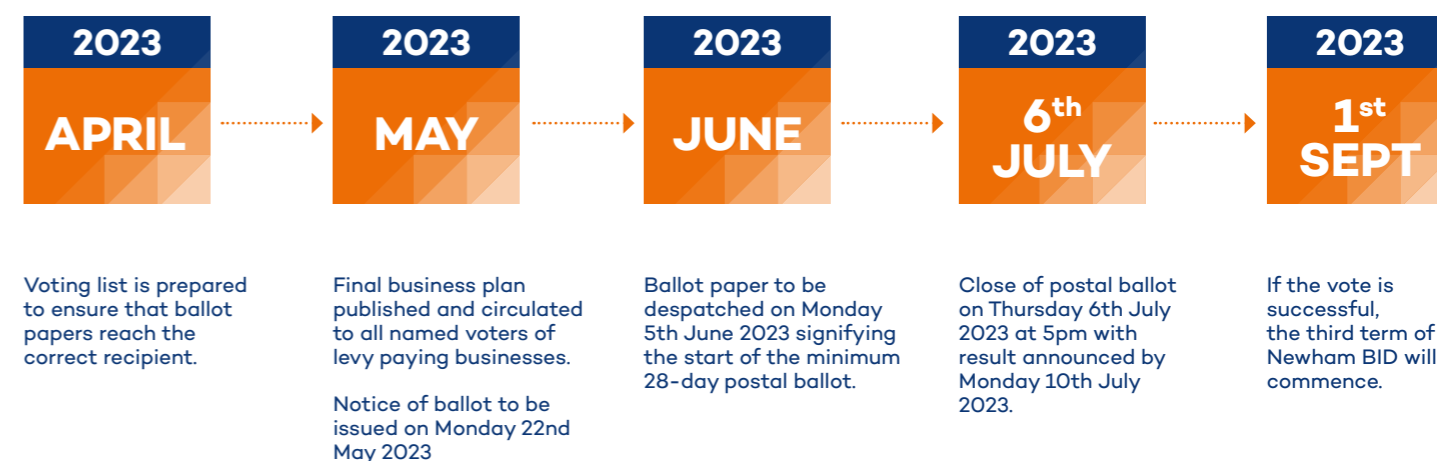 2023
APRIL
Voting list is prepared
to ensure that ballot
papers reach the
correct recipient.
2023
MAY
Final business plan
published and circulated
to all named voters of
levy paying businesses.
Notice of ballot to be
issued on Monday 22nd
May 2023
2023
JUNE
Ballot paper to be
despatched on Monday
5th June 2023 signifying
the start of the minimum
28-day postal ballot.
2023
6th
JULY
Close of postal ballot
on Thursday 6th July
2023 at 5pm with
result announced by
Monday 10th July
2023.
2023
1st
SEPT
If the vote is
successful,
the third term of
Newham BID will
commence.